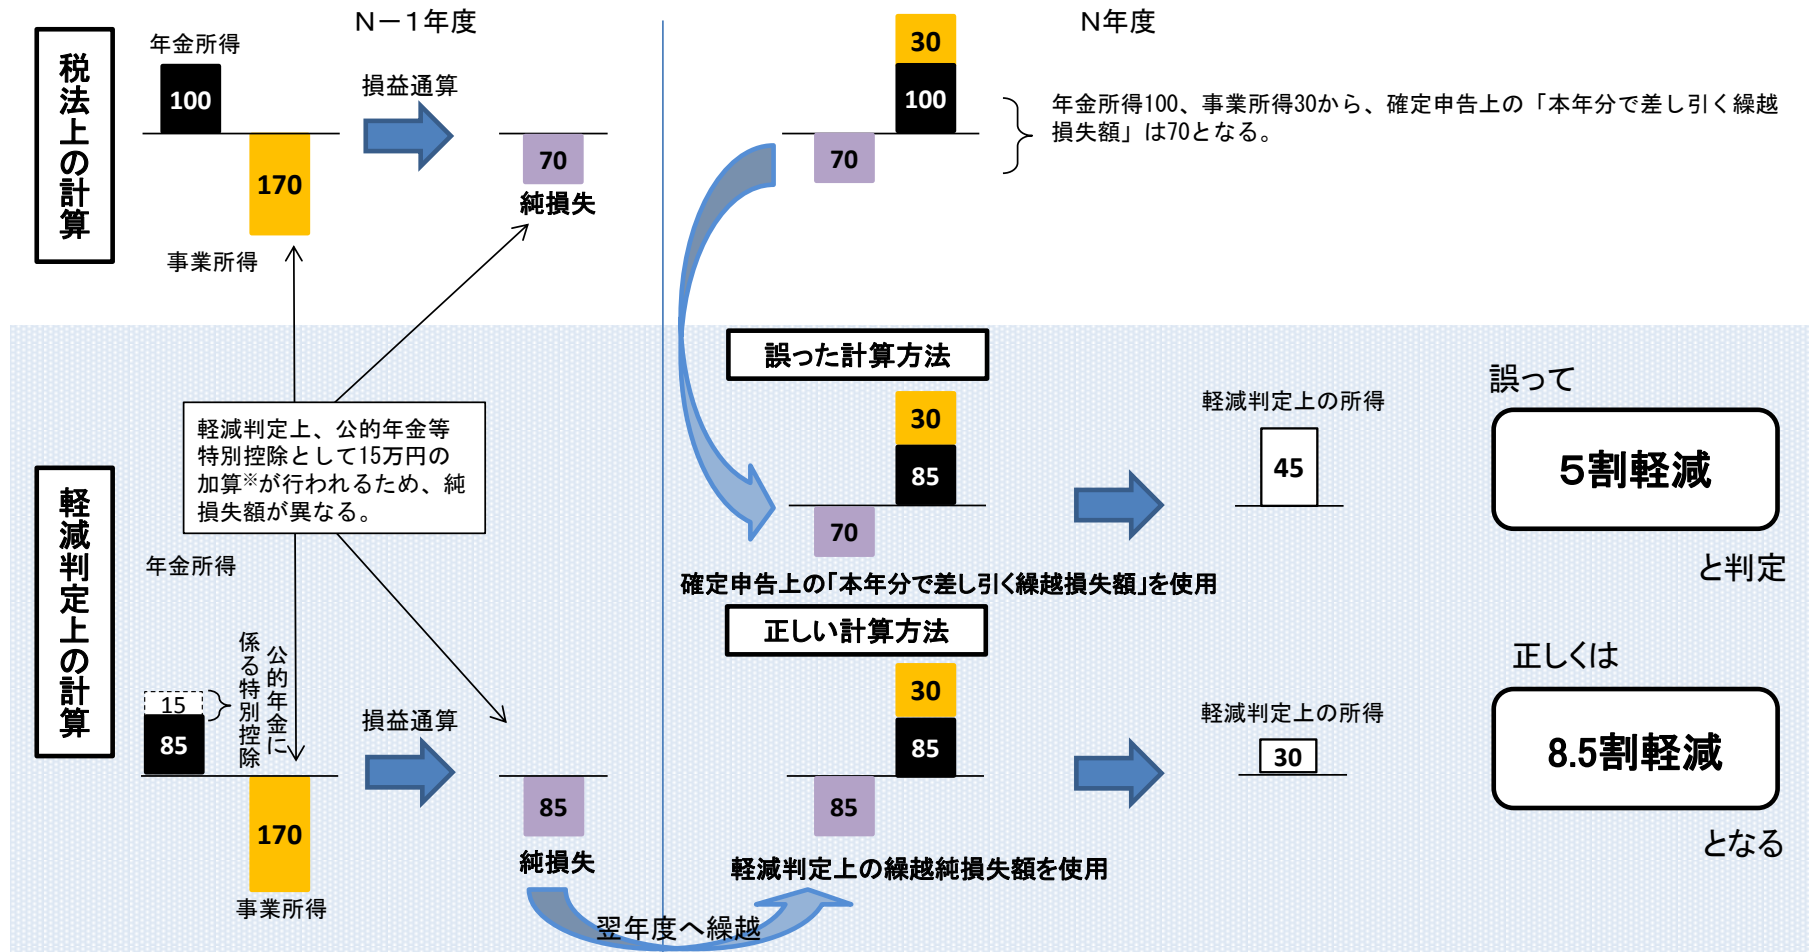 N－1年度
N年度
税法上の計算
年金所得
100
170
事業所得
損益通算
70
純損失
30
100
70
年金所得100、事業所得30から、確定申告上の「本年分で差し引く繰越
損失額」は70となる。
軽減判定上の計算
軽減判定上、公的年金等
特別控除として15万円の
加算※が行われるため、純
損失額が異なる。
年金所得
15
85
公的年金に
係る特別控除
170
事業所得
損益通算
85
純損失
翌年度へ繰越
誤った計算方法
30
85
70
確定申告上の「本年分で差し引く繰越損失額」を使用
軽減判定上の所得
45
誤って
5割軽減
と判定
正しい計算方法
30
85
85
軽減判定上の繰越純損失額を使用
軽減判定上の所得
30
正しくは
8.5割軽減
となる